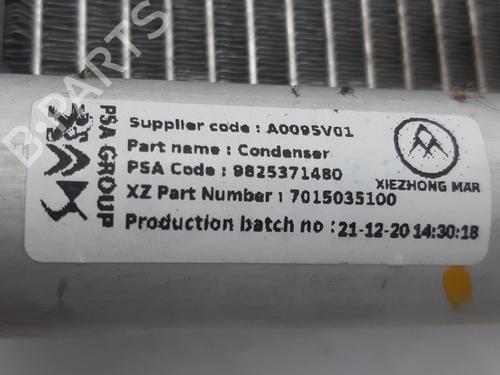 PSA GROUP
Supplier code : A0095V01
Part name : Condenser
PSA Code : 9825371480
XZ Part Number : 7015035100
Production batch no : 21-12-20 14:30:18
XIEZHONG MAR
B-PARTS